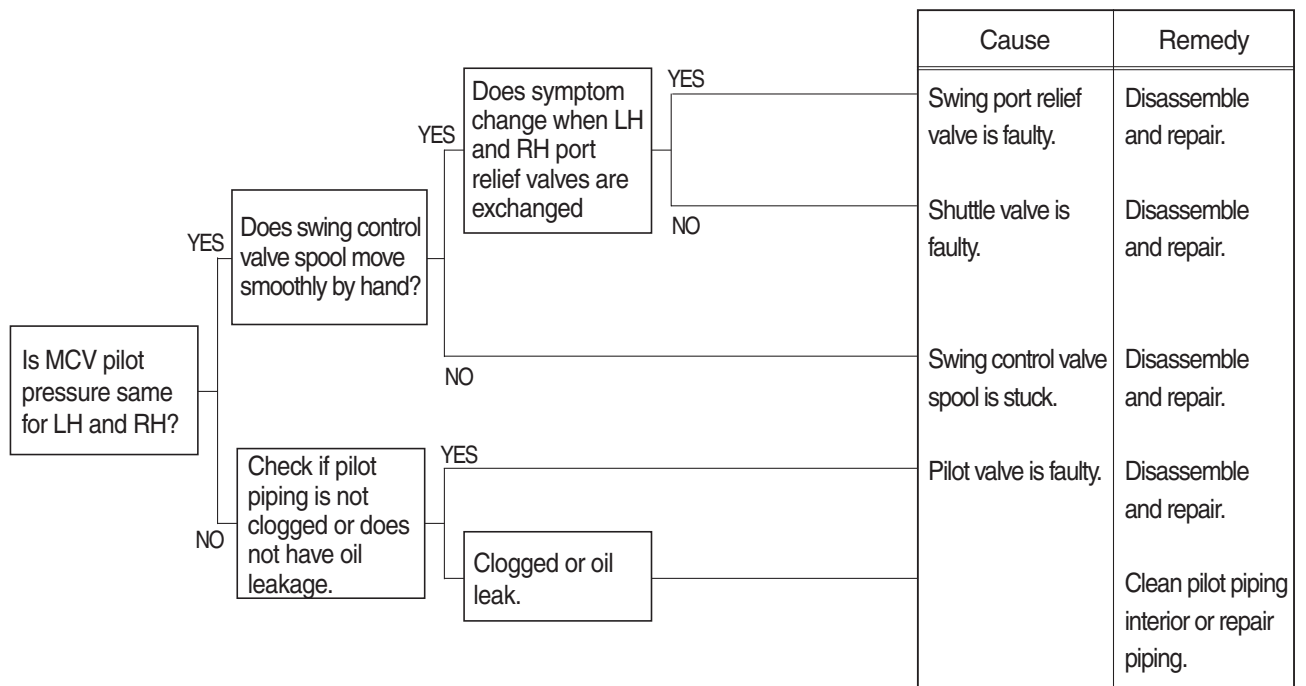 Cause
Remedy
YES
Does symptom
change when LH
and RH port
relief valves are
exchanged
YES
Swing port relief
valve is faulty.
Disassemble
and repair.
NO
Shuttle valve is
faulty.
Disassemble
and repair.
YES
Does swing control
valve spool move
smoothly by hand?
NO
Swing control valve
spool is stuck.
Disassemble
and repair.
Is MCV pilot
pressure same
for LH and RH?
NO
Check if pilot
piping is not
clogged or does
not have oil
leakage.
YES
Pilot valve is faulty.
Disassemble
and repair.
Clogged or oil
leak.
Clean pilot piping
interior or repair
piping.